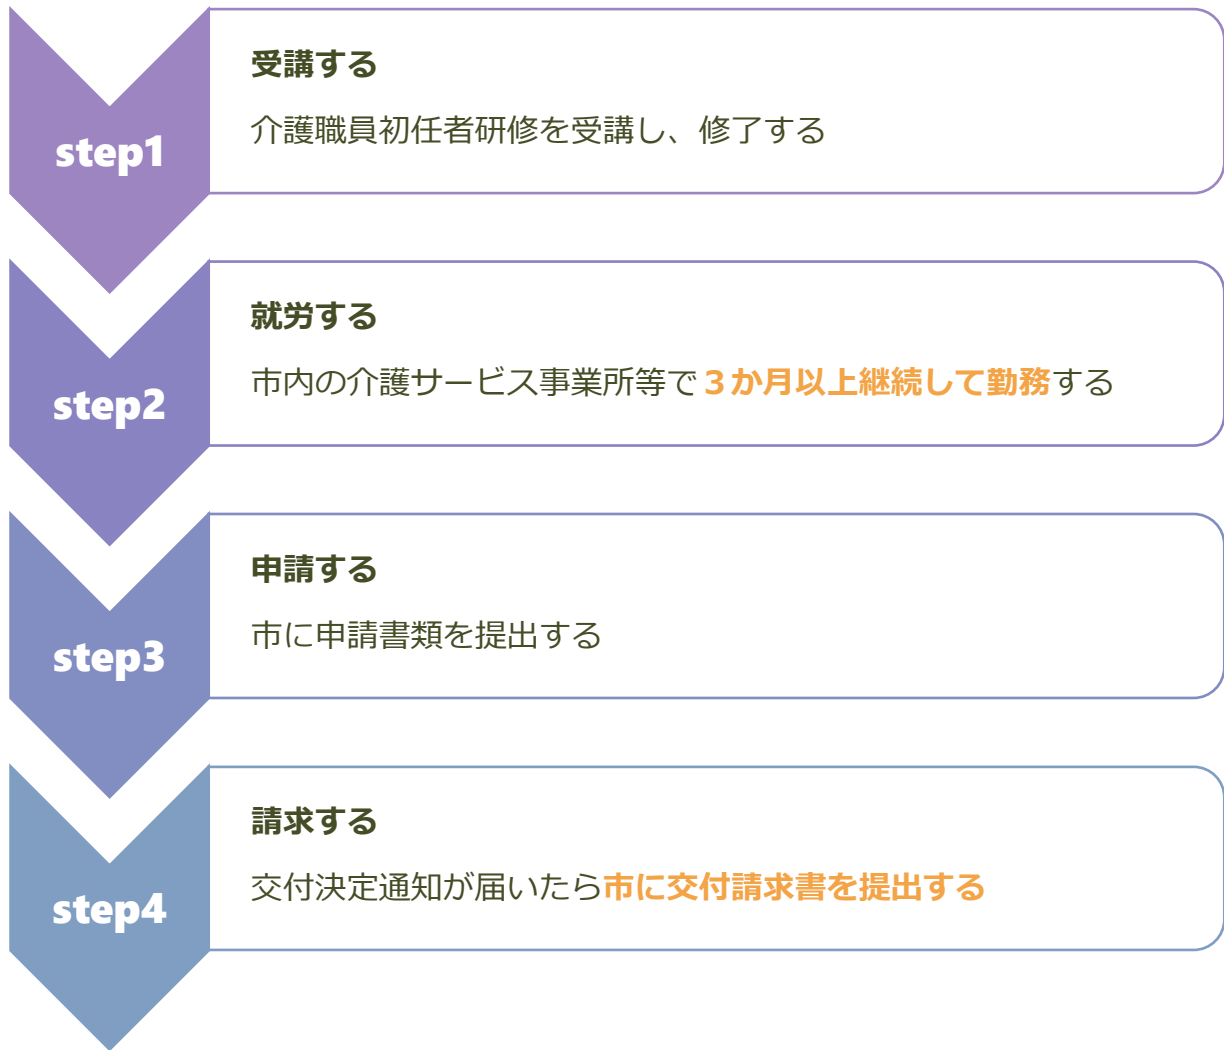 step1
受講する
介護職員初任者研修を受講し、修了する
step2
就労する
市内の介護サービス事業所等で３か月以上継続して勤務する
step3
申請する
市に申請書類を提出する
step4
請求する
交付決定通知が届いたら市に交付請求書を提出する